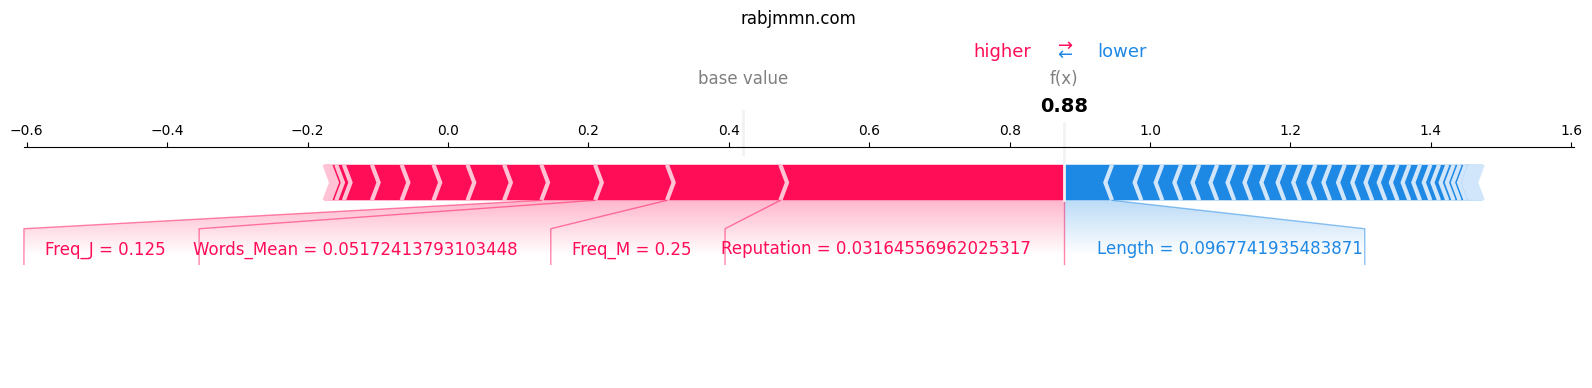 rabjmmn.com
higher ⇄ lower
base value f(x)
0.88
−0.6 −0.4 −0.2 0.0 0.2 0.4 0.6 0.8 1.0 1.2 1.4 1.6
Freq_J = 0.125 Words_Mean = 0.05172413793103448 Freq_M = 0.25 Reputation = 0.03164556962025317 Length = 0.0967741935483871